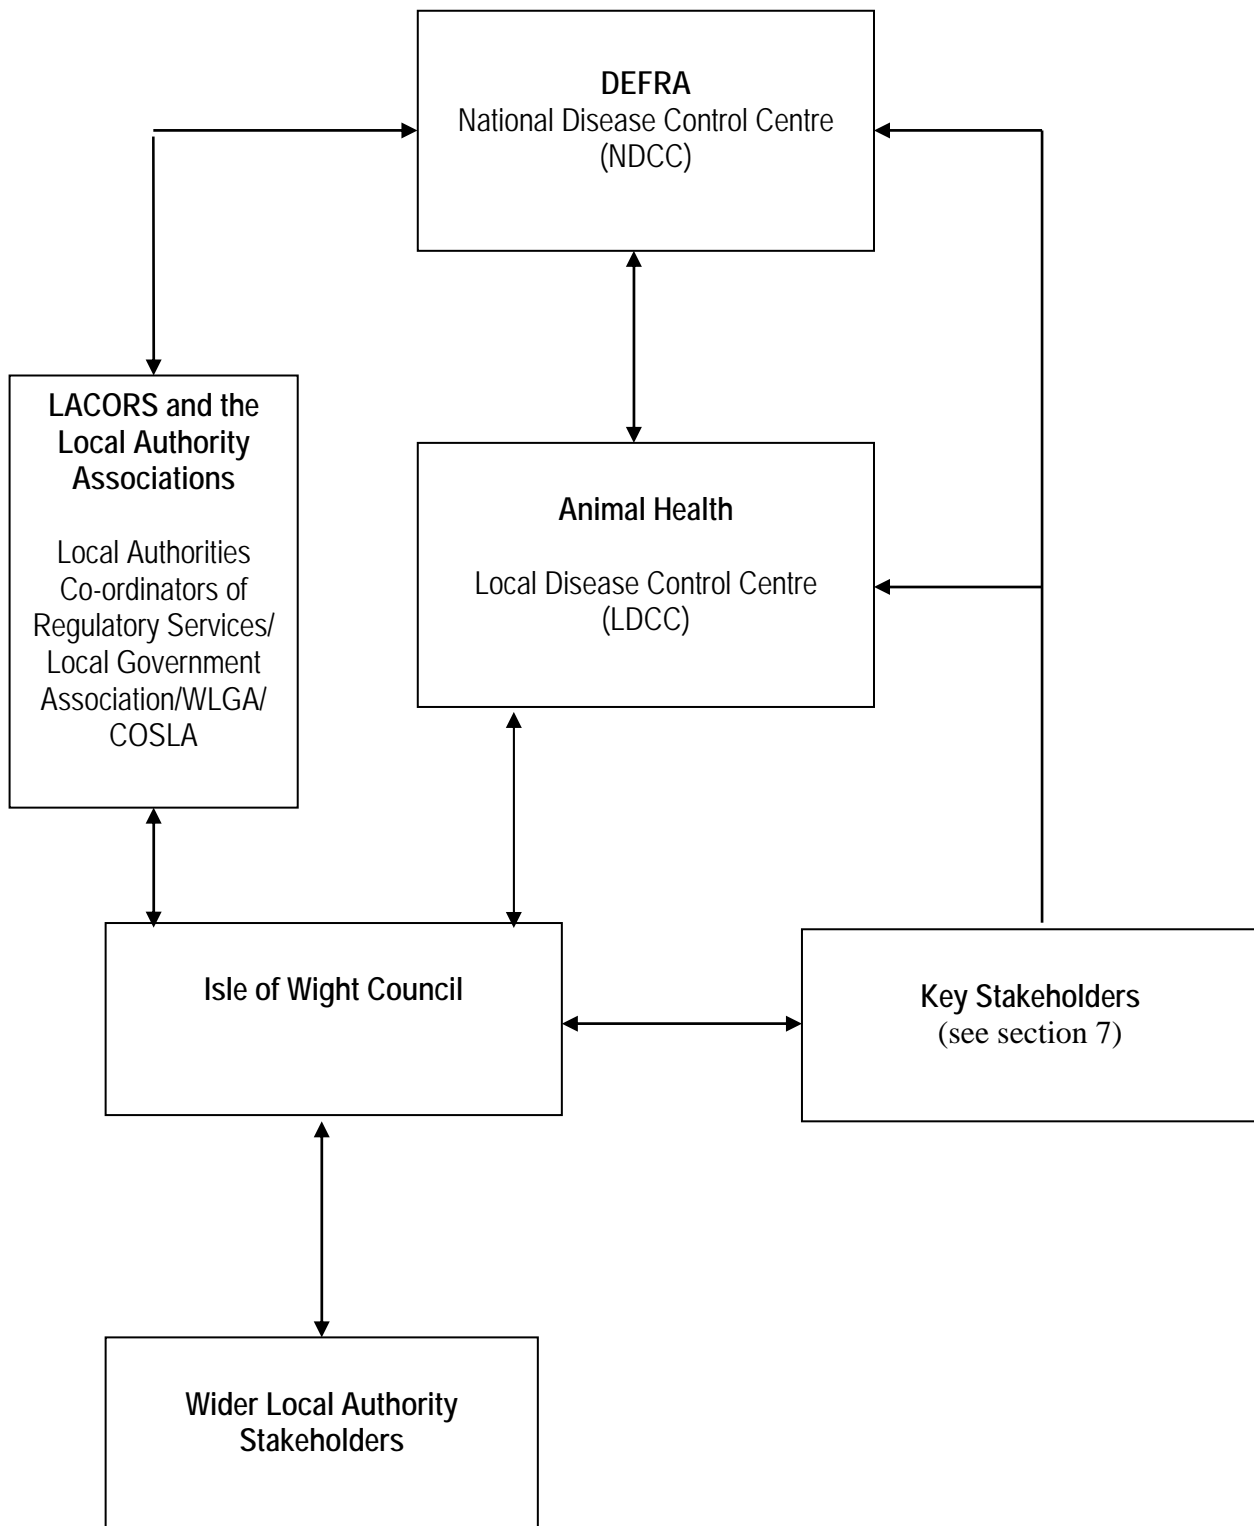 DEFRA
National Disease Control Centre
(NDCC)
LACORS and the
Local Authority
Associations
Local Authorities
Co-ordinators of
Regulatory Services/
Local Government
Association/WLGA/
COSLA
Animal Health
Local Disease Control Centre
(LDCC)
Isle of Wight Council
Key Stakeholders
(see section 7)
Wider Local Authority
Stakeholders